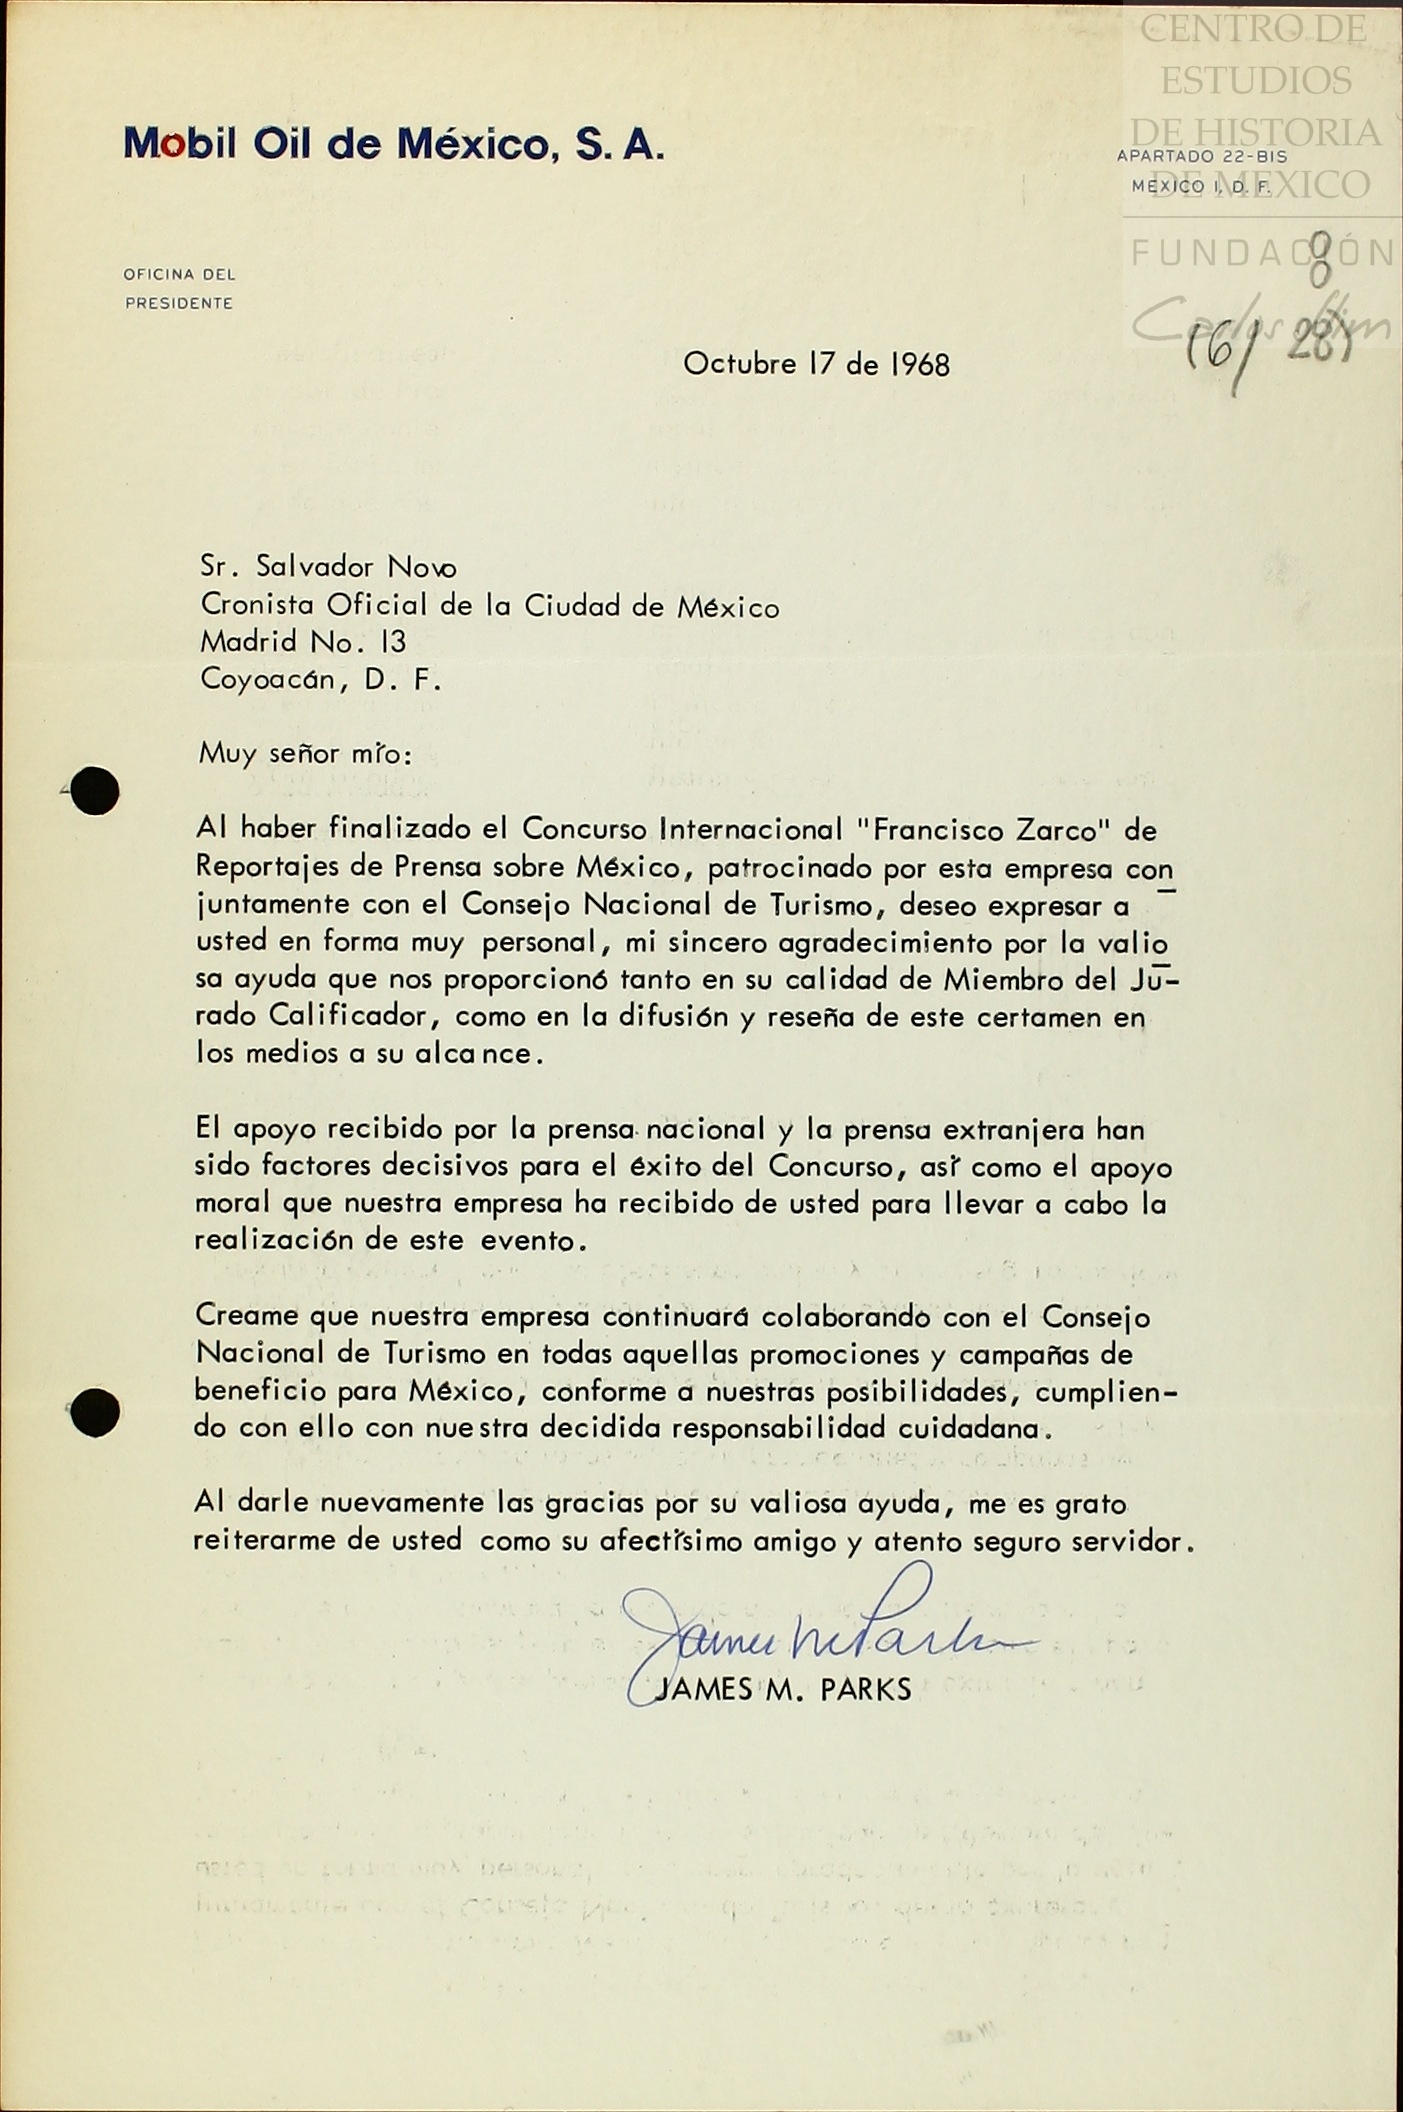 CENTRO DE
ESTUDIOS
DE HISTORIA
DE MEXICO
FUNDACIÓN
Carlos Slim
Mobil Oil de México, S. A.
APARTADO 22-BIS
MEXICO 1, D. F.
OFICINA DEL
PRESIDENTE
8
(6/ 28)
Octubre 17 de 1968
Sr. Salvador Novo
Cronista Oficial de la Ciudad de México
Madrid No. 13
Coyoacán, D. F.
Muy señor mío:
Al haber finalizado el Concurso Internacional "Francisco Zarco" de
Reportajes de Prensa sobre México, patrocinado por esta empresa con
juntamente con el Consejo Nacional de Turismo, deseo expresar a
usted en forma muy personal, mi sincero agradecimiento por la valio
sa ayuda que nos proporcionó tanto en su calidad de Miembro del Ju-
rado Calificador, como en la difusión y reseña de este certamen en
los medios a su alcance.
El apoyo recibido por la prensa nacional y la prensa extranjera han
sido factores decisivos para el éxito del Concurso, así como el apoyo
moral que nuestra empresa ha recibido de usted para llevar a cabo la
realización de este evento.
Creame que nuestra empresa continuará colaborando con el Consejo
Nacional de Turismo en todas aquellas promociones y campañas de
beneficio para México, conforme a nuestras posibilidades, cumplien-
do con ello con nuestra decidida responsabilidad cuidadana.
Al darle nuevamente las gracias por su valiosa ayuda, me es grato
reiterarme de usted como su afectísimo amigo y atento seguro servidor.
James M Parks
JAMES M. PARKS